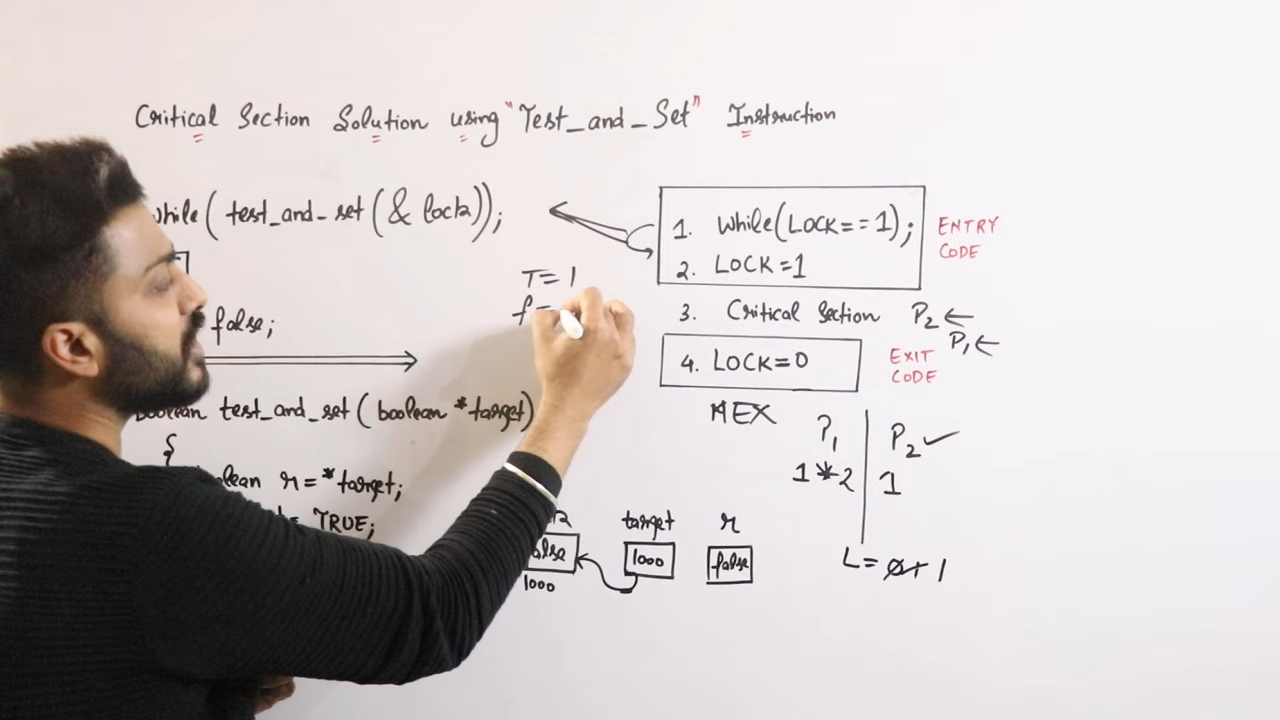 Critical Section Solution using "Test_and_Set" Instruction
while( test_and_set (& lock));
false;
boolean test_and_set( boolean *target)
{
r=*target;
= TRUE;
T= 1
f=
1. While(LOCK==1);
2. LOCK=1
ENTRY
CODE
3. Critical Section P2
P1
4. LOCK=0
EXIT
CODE
MEX
P1 P2 ✓
1 * 2 1
target r
1000 false
1000
L= 0 1 1